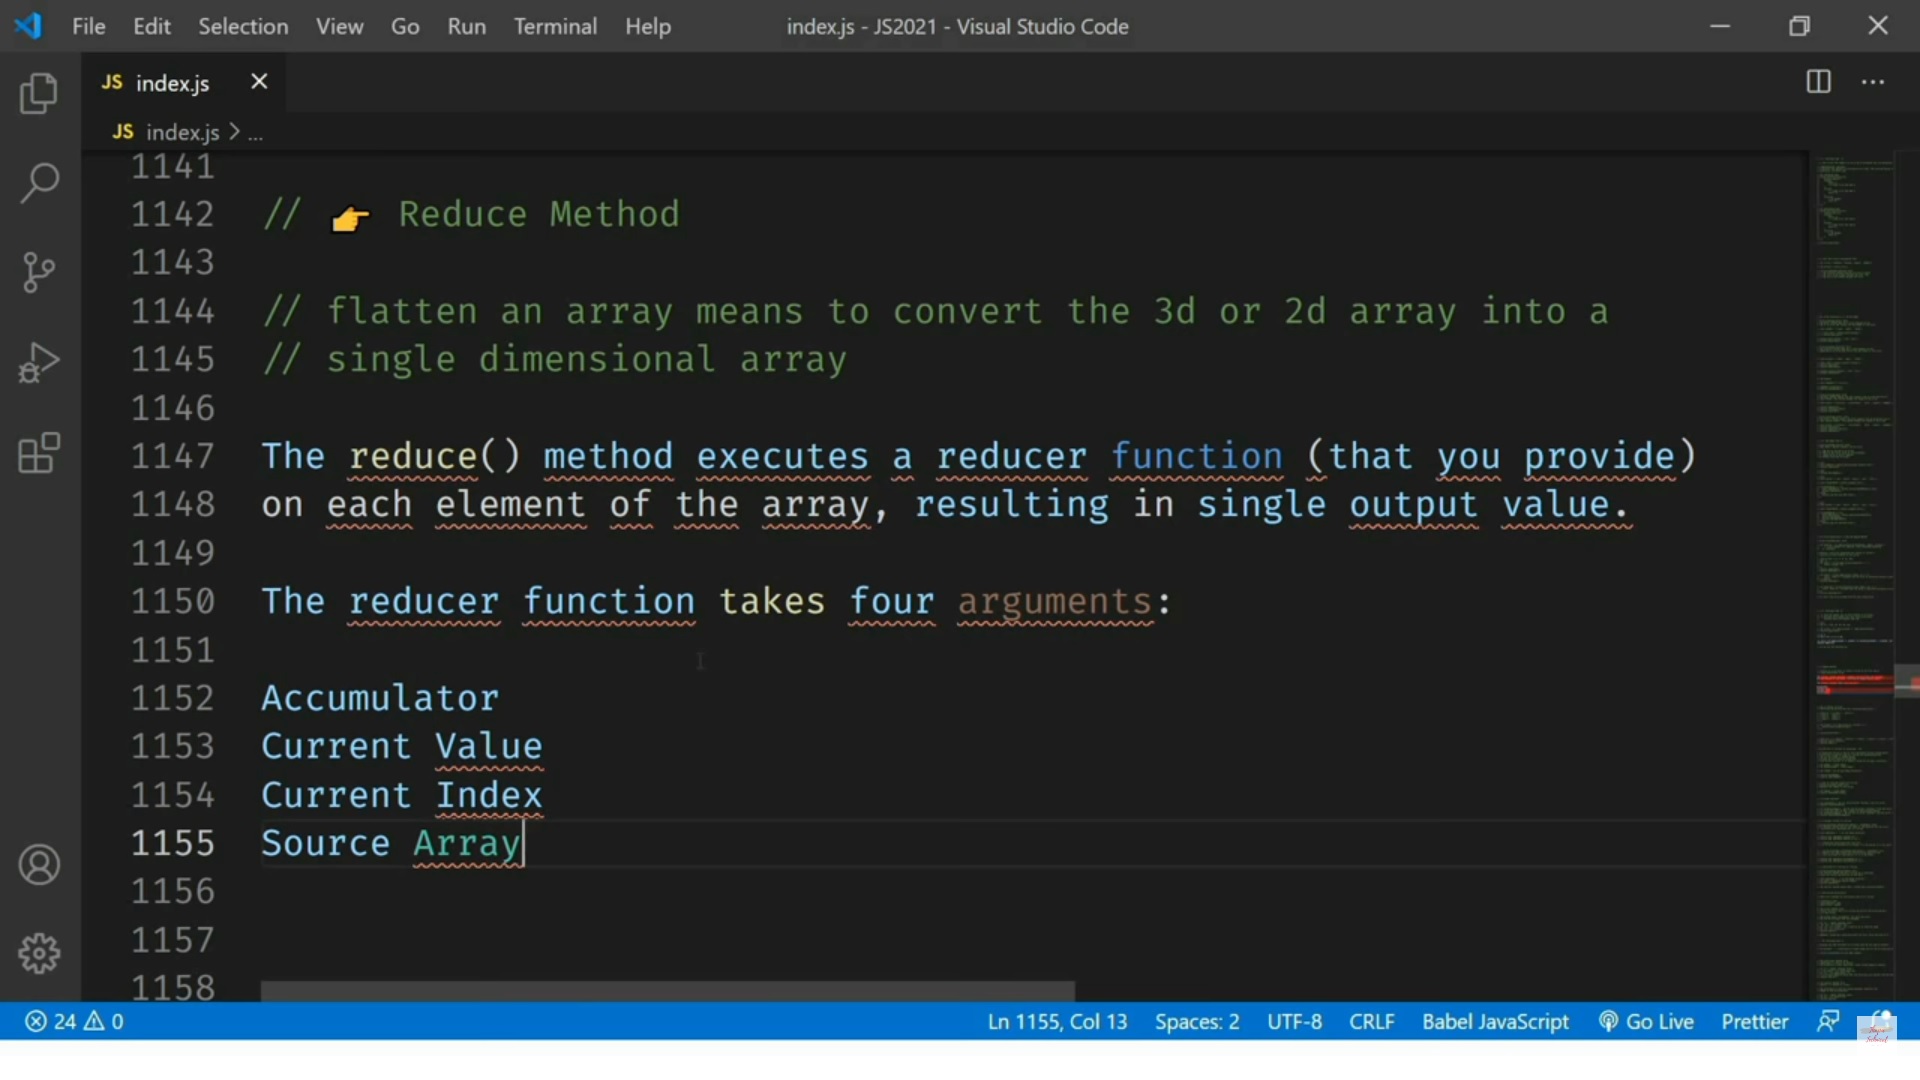 File Edit Selection View Go Run Terminal Help index.js - JS2021 - Visual Studio Code
JS index.js
JS index.js > ...
1141
1142 // 👉 Reduce Method
1143
1144 // flatten an array means to convert the 3d or 2d array into a
1145 // single dimensional array
1146
1147 The reduce() method executes a reducer function (that you provide)
1148 on each element of the array, resulting in single output value.
1149
1150 The reducer function takes four arguments:
1151
1152 Accumulator
1153 Current Value
1154 Current Index
1155 Source Array
1156
1157
1158
24 0 Ln 1155, Col 13 Spaces: 2 UTF-8 CRLF Babel JavaScript Go Live Prettier